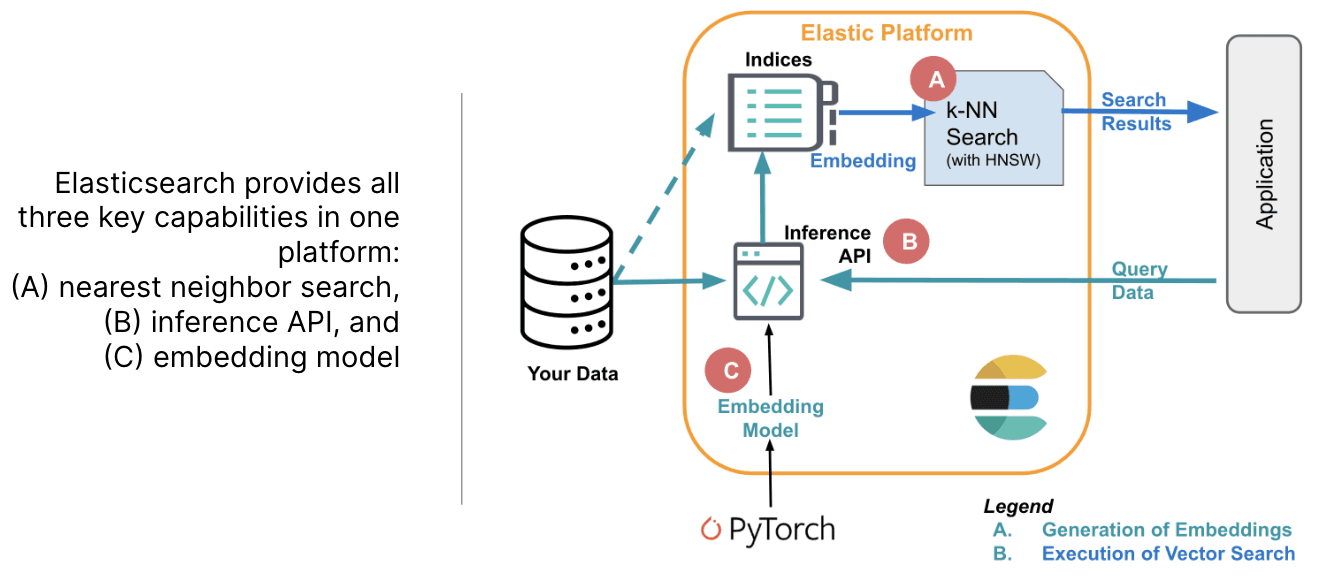 Elasticsearch provides all
three key capabilities in one
platform:
(A) nearest neighbor search,
(B) inference API, and
(C) embedding model
Elastic Platform
Indices
A
k-NN
Search
(with HNSW)
Embedding
Search
Results
Application
Inference
API
B
Query
Data
Your Data
C
Embedding
Model
PyTorch
Legend
A. Generation of Embeddings
B. Execution of Vector Search